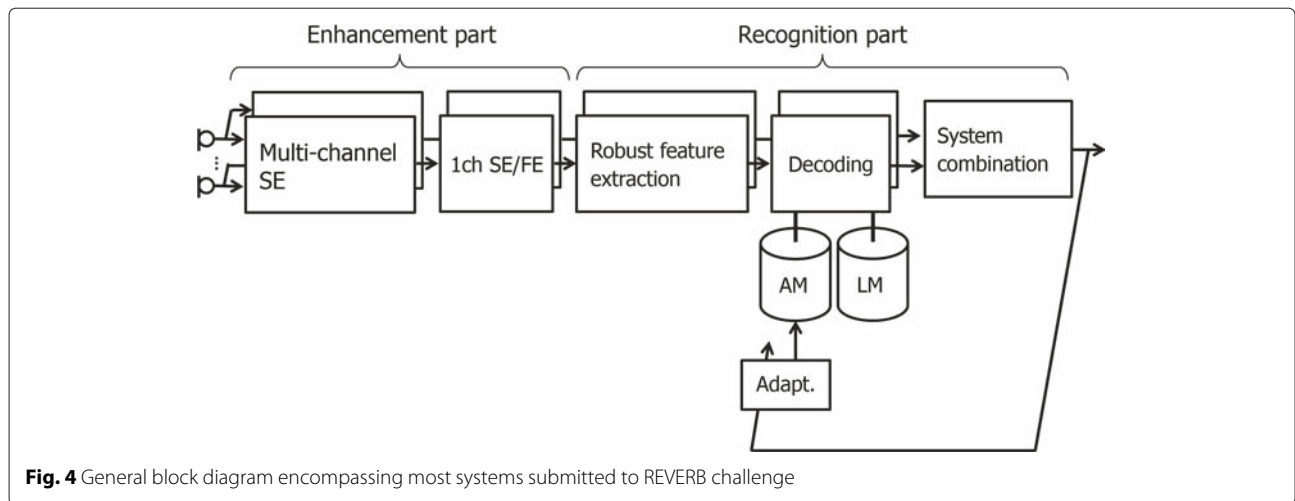 Enhancement part
Recognition part
Multi-channel
SE
1ch SE/FE
Robust feature
extraction
Decoding
System
combination
AM
LM
Adapt.
Fig. 4 General block diagram encompassing most systems submitted to REVERB challenge